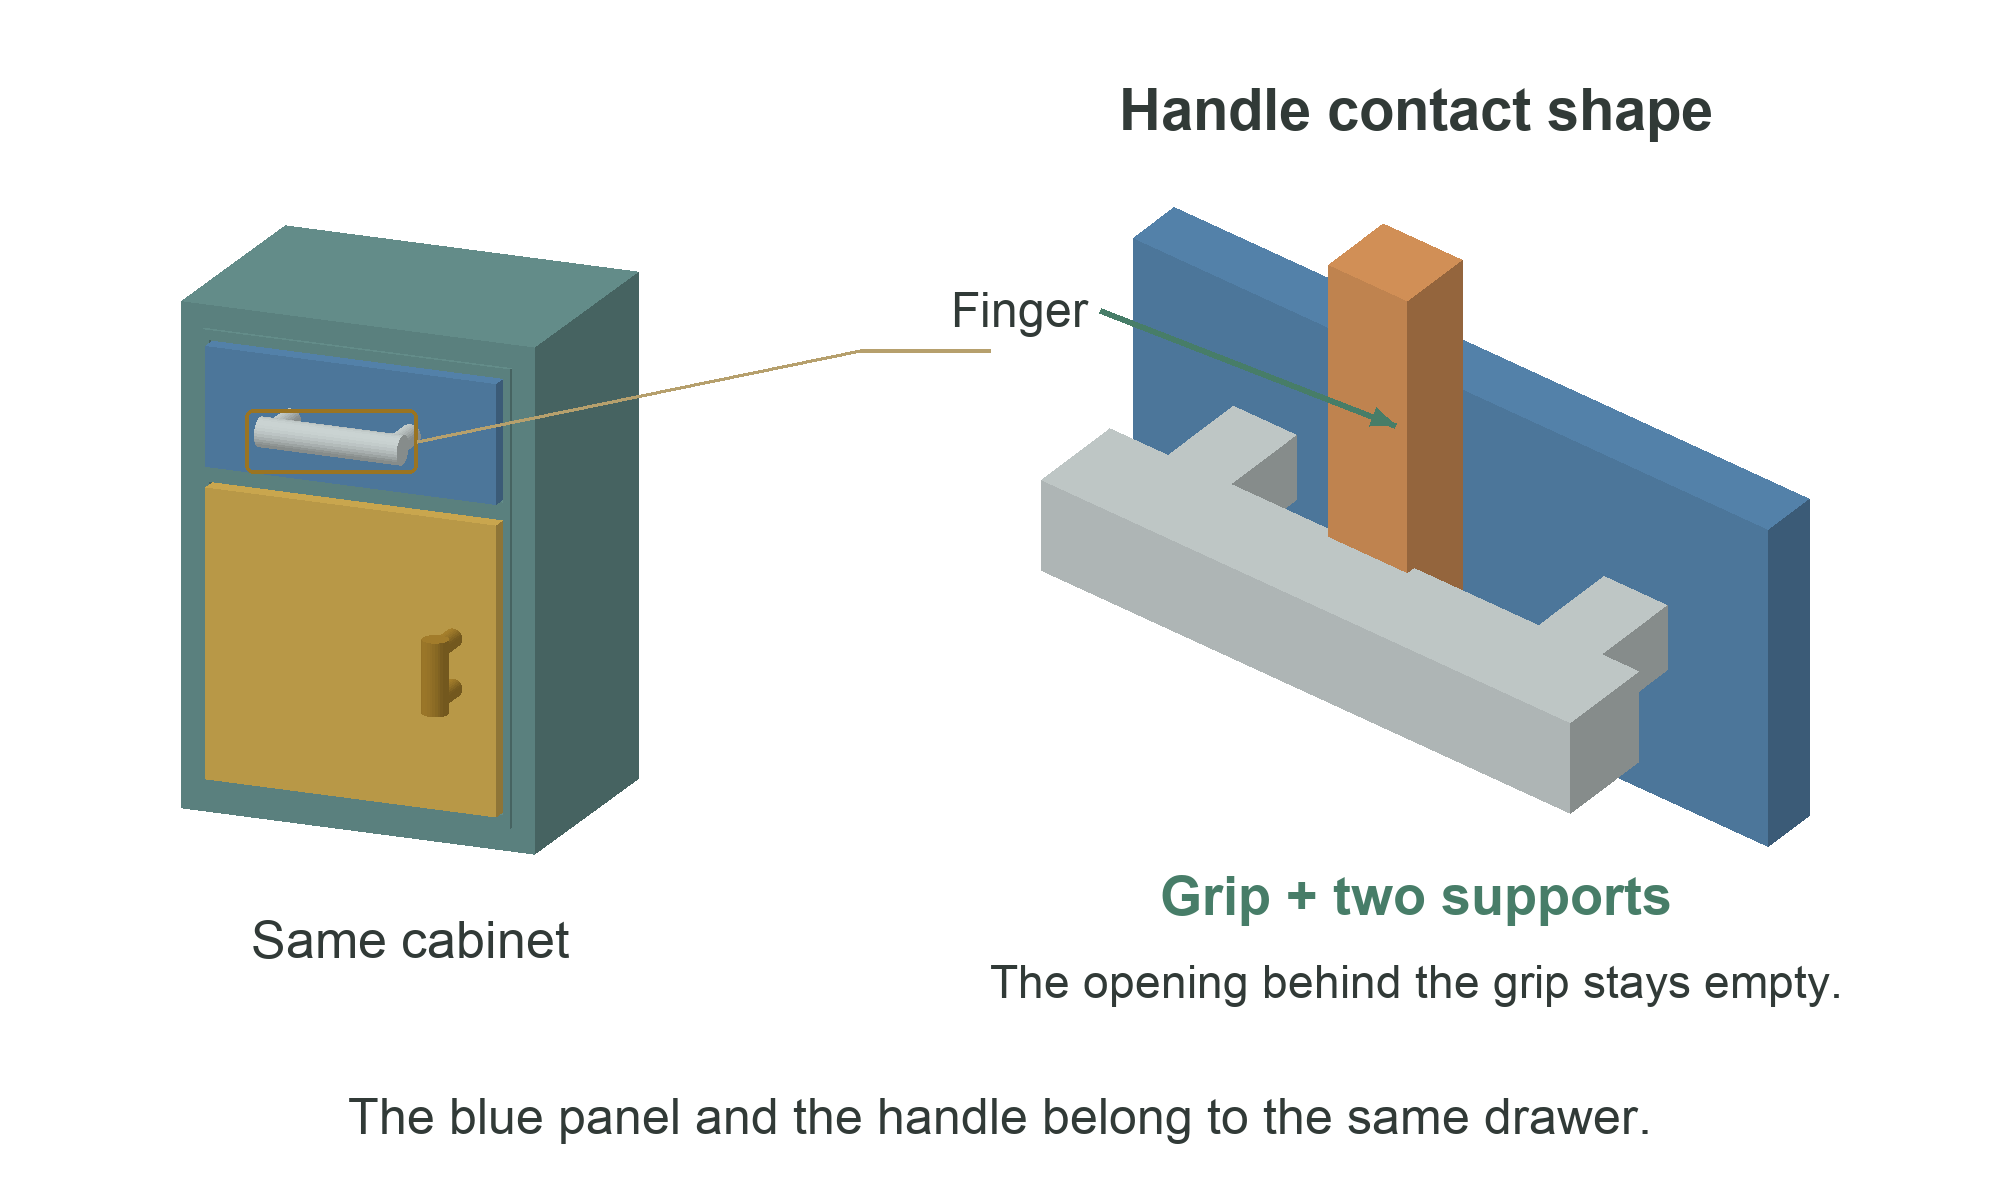 Handle contact shape
Finger
Grip + two supports
Same cabinet
The opening behind the grip stays empty.
The blue panel and the handle belong to the same drawer.